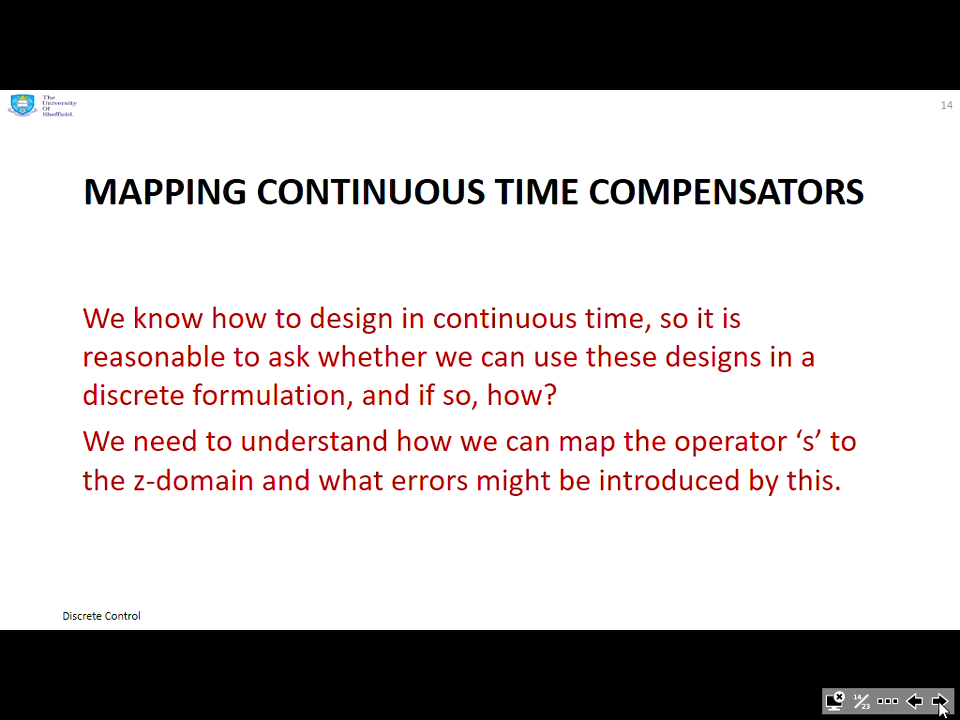 The
University
Of
Sheffield.
14
MAPPING CONTINUOUS TIME COMPENSATORS
We know how to design in continuous time, so it is
reasonable to ask whether we can use these designs in a
discrete formulation, and if so, how?
We need to understand how we can map the operator ‘s’ to
the z-domain and what errors might be introduced by this.
Discrete Control
14/23